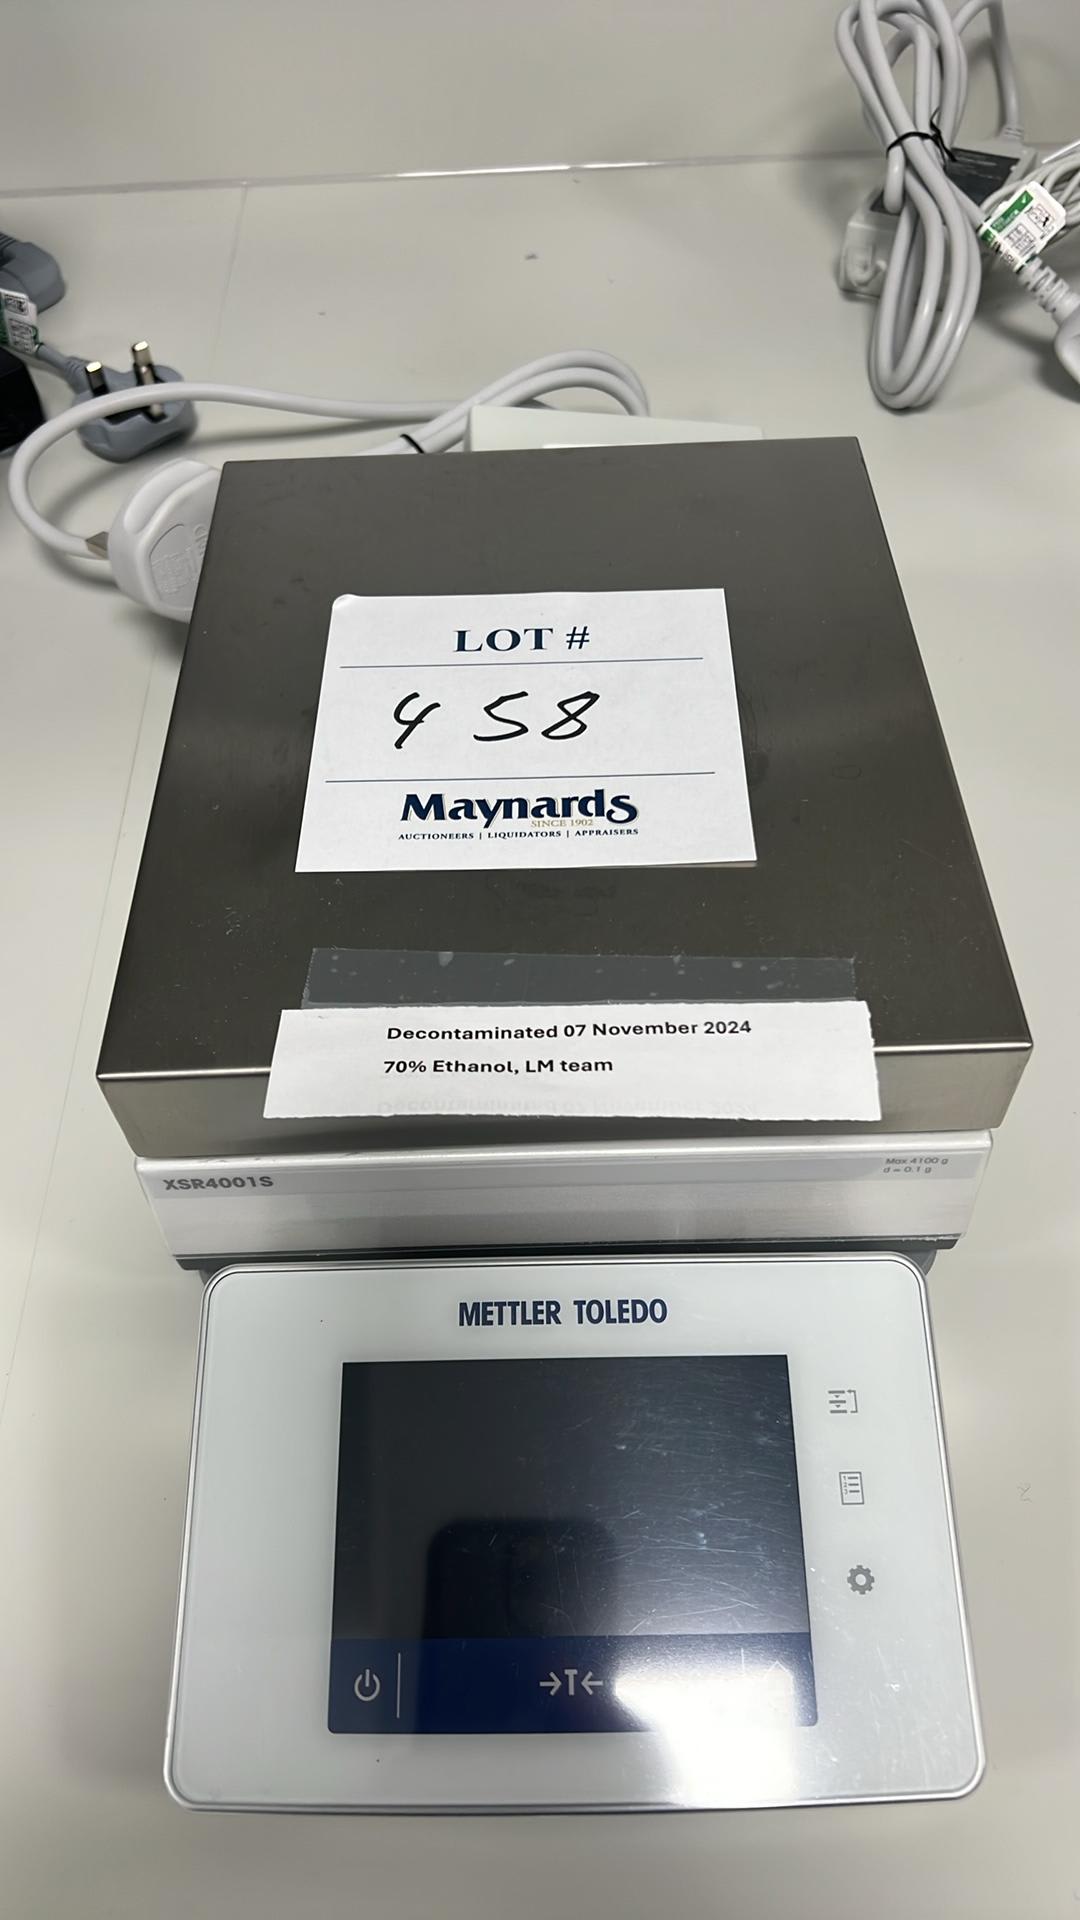 LOT #
458
Maynards
SINCE 1902
AUCTIONEERS | LIQUIDATORS | APPRAISERS
Decontaminated 07 November 2024
70% Ethanol, LM team
XSR4001S
Max 4100 g
d = 0.1 g
METTLER TOLEDO
→T←